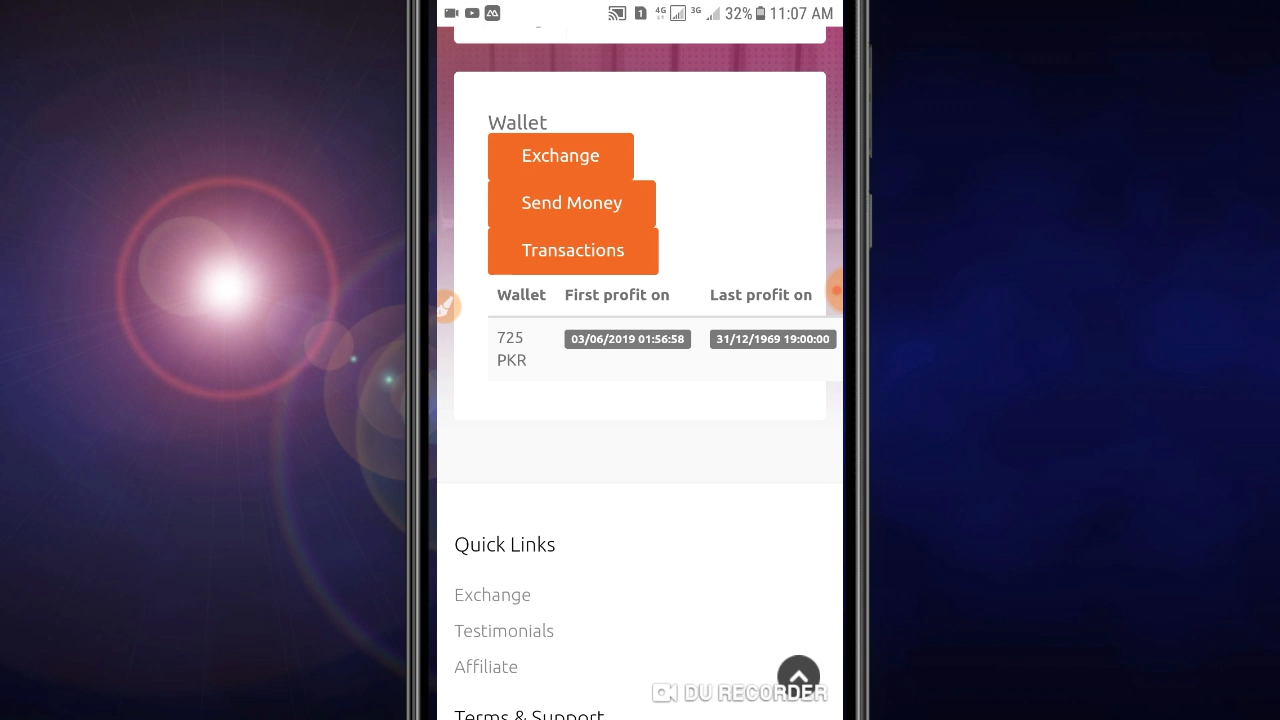 4G 3G 32% 11:07 AM
Wallet
Exchange
Send Money
Transactions
Wallet First profit on Last profit on
725 PKR 03/06/2019 01:56:58 31/12/1969 19:00:00
Quick Links
Exchange
Testimonials
Affiliate
DU RECORDER
Terms & Support